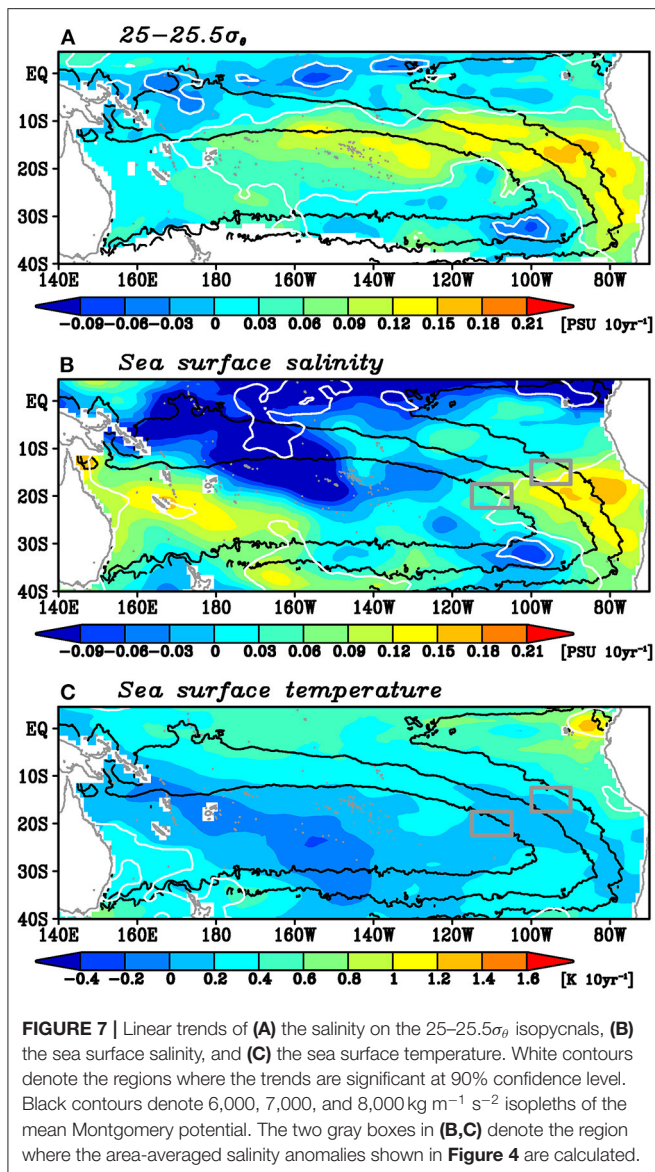 A 25–25.5σθ
EQ
10S
20S
30S
40S
140E 160E 180 160W 140W 120W 100W 80W
−0.09 −0.06 −0.03 0 0.03 0.06 0.09 0.12 0.15 0.18 0.21 [PSU 10yr⁻¹]
B Sea surface salinity
EQ
10S
20S
30S
40S
140E 160E 180 160W 140W 120W 100W 80W
−0.09 −0.06 −0.03 0 0.03 0.06 0.09 0.12 0.15 0.18 0.21 [PSU 10yr⁻¹]
C Sea surface temperature
EQ
10S
20S
30S
40S
140E 160E 180 160W 140W 120W 100W 80W
−0.4 −0.2 0 0.2 0.4 0.6 0.8 1 1.2 1.4 1.6 [K 10yr⁻¹]
FIGURE 7 | Linear trends of (A) the salinity on the 25–25.5σθ isopycnals, (B)
the sea surface salinity, and (C) the sea surface temperature. White contours
denote the regions where the trends are significant at 90% confidence level.
Black contours denote 6,000, 7,000, and 8,000 kg m⁻¹ s⁻² isopleths of the
mean Montgomery potential. The two gray boxes in (B,C) denote the region
where the area-averaged salinity anomalies shown in Figure 4 are calculated.